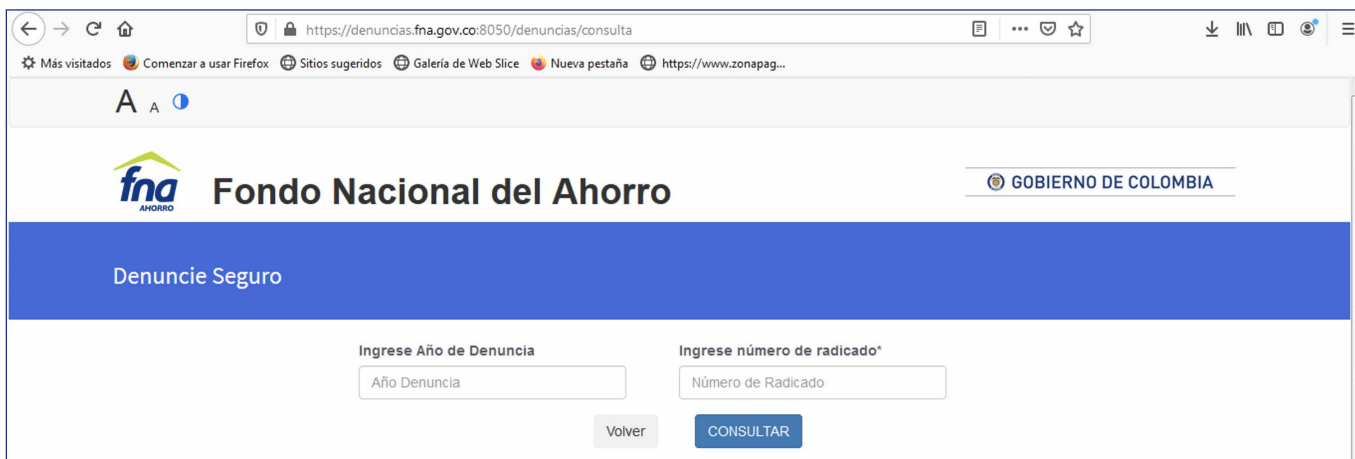 https://denuncias.fna.gov.co:8050/denuncias/consulta
Más visitados Comenzar a usar Firefox Sitios sugeridos Galería de Web Slice Nueva pestaña https://www.zonapag...
A A
fna
AHORRO
Fondo Nacional del Ahorro
GOBIERNO DE COLOMBIA
Denuncie Seguro
Ingrese Año de Denuncia Ingrese número de radicado*
Año Denuncia Número de Radicado
Volver CONSULTAR